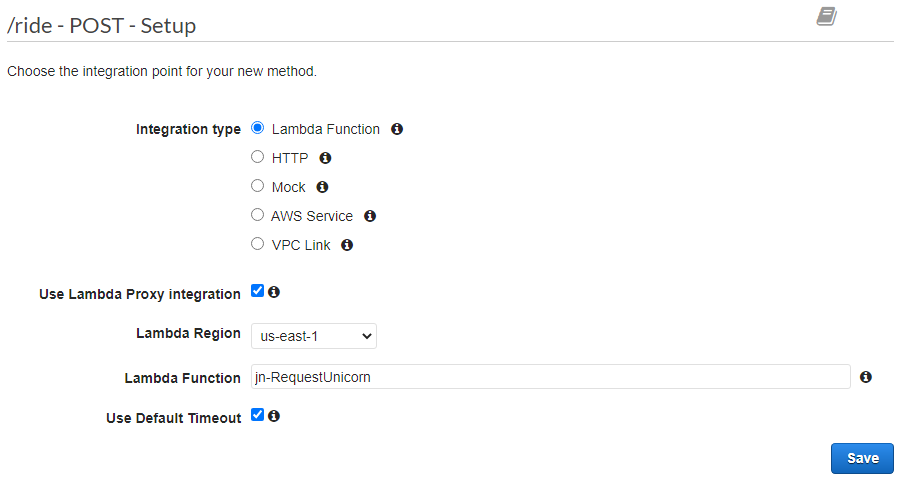 /ride - POST - Setup
Choose the integration point for your new method.
Integration type Lambda Function
HTTP
Mock
AWS Service
VPC Link
Use Lambda Proxy integration
Lambda Region us-east-1
Lambda Function jn-RequestUnicorn
Use Default Timeout
Save